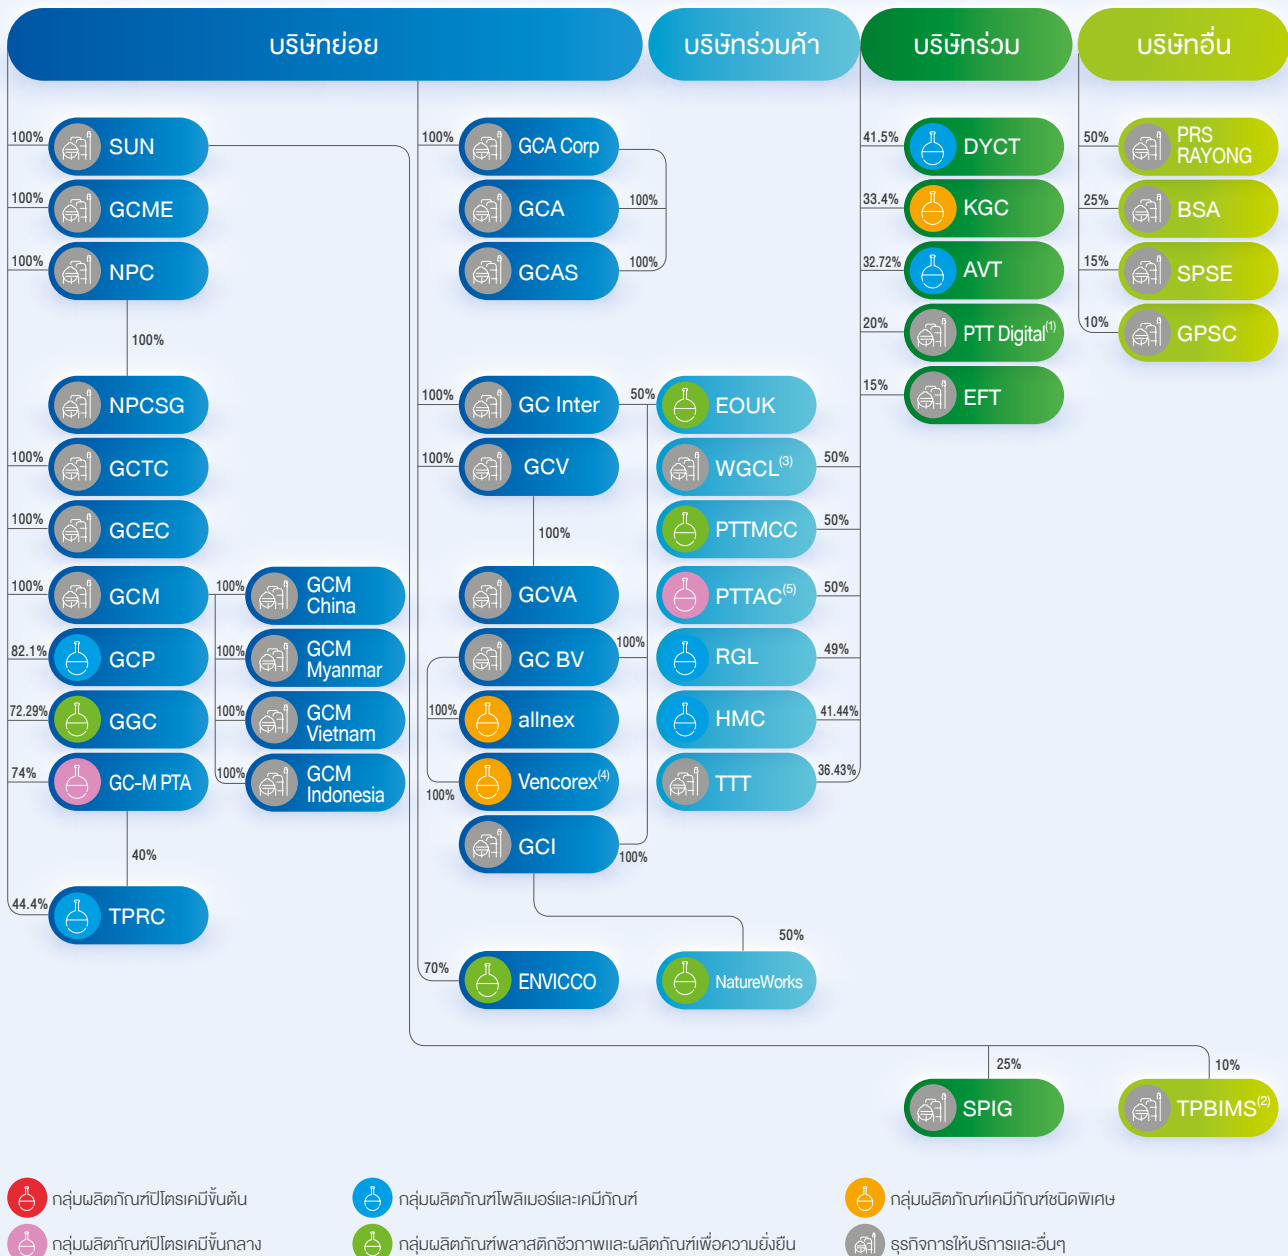 บริษัทย่อย
บริษัทร่วมค้า
บริษัทร่วม
บริษัทอื่น
100%
SUN
100%
GCME
100%
NPC
100%
NPCSG
100%
GCTC
100%
GCEC
100%
GCM
82.1%
GCP
72.29%
GGC
74%
GC-M PTA
40%
44.4%
TPRC
100%
GCM
China
100%
GCM
Myanmar
100%
GCM
Vietnam
100%
GCM
Indonesia
100%
GCA Corp
GCA
100%
GCAS
100%
100%
GC Inter
50%
100%
GCV
100%
GCVA
GC BV
100%
100%
allnex
Vencorex(4)
100%
GCI
100%
50%
70%
ENVICCO
EOUK
WGCL(3)
50%
PTTMCC
50%
PTTAC(5)
50%
RGL
49%
HMC
41.44%
TTT
36.43%
NatureWorks
41.5%
DYCT
33.4%
KGC
32.72%
AVT
20%
PTT Digital(1)
15%
EFT
50%
PRS
RAYONG
25%
BSA
15%
SPSE
10%
GPSC
25%
SPIG
10%
TPBIMS(2)
กลุ่มผลิตภัณฑ์ปิโตรเคมีขั้นต้น
กลุ่มผลิตภัณฑ์โพลิเมอร์และเคมีภัณฑ์
กลุ่มผลิตภัณฑ์เคมีภัณฑ์ชนิดพิเศษ
กลุ่มผลิตภัณฑ์ปิโตรเคมีขั้นกลาง
กลุ่มผลิตภัณฑ์พลาสติกชีวภาพและผลิตภัณฑ์เพื่อความยั่งยืน
ธุรกิจการให้บริการและอื่นๆ